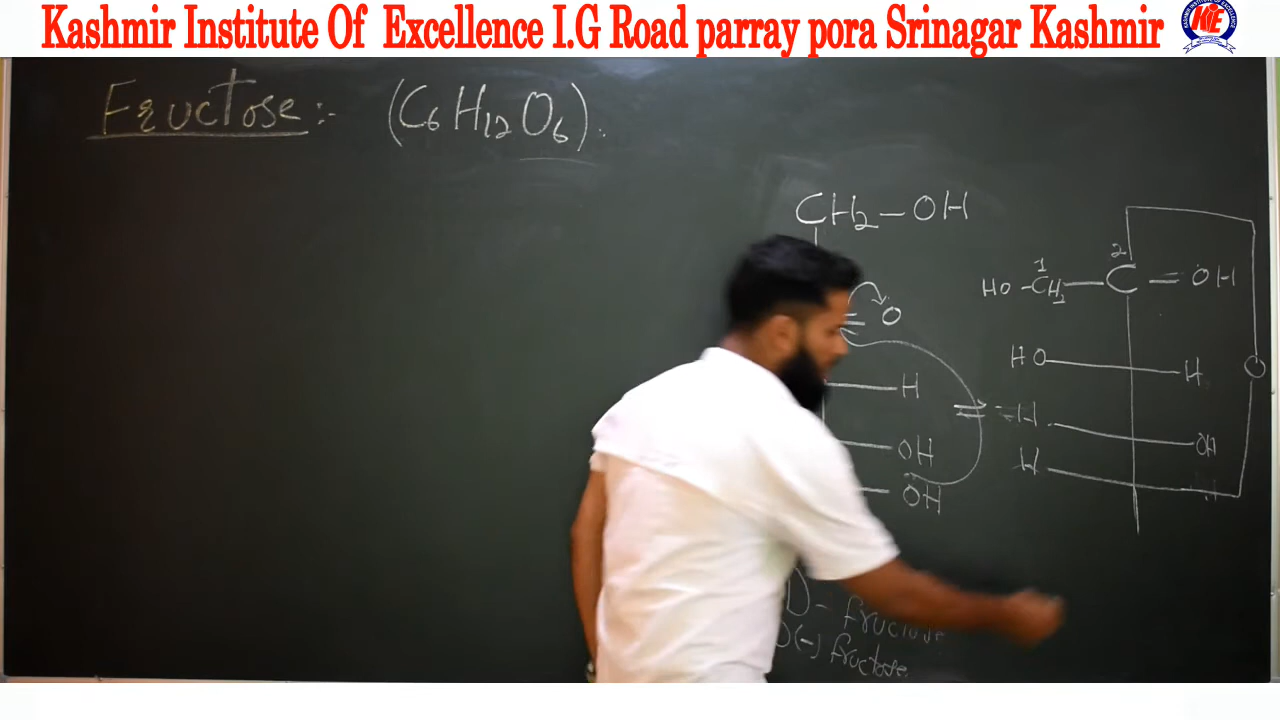 Kashmir Institute Of Excellence I.G Road parray pora Srinagar Kashmir
KIE
Fructose:- (C6H12O6).
CH2-OH
O
H
OH
OH
D- fructose
D(-) fructose
1 2
HO-CH2-C=OH
HO H
O
H OH
H